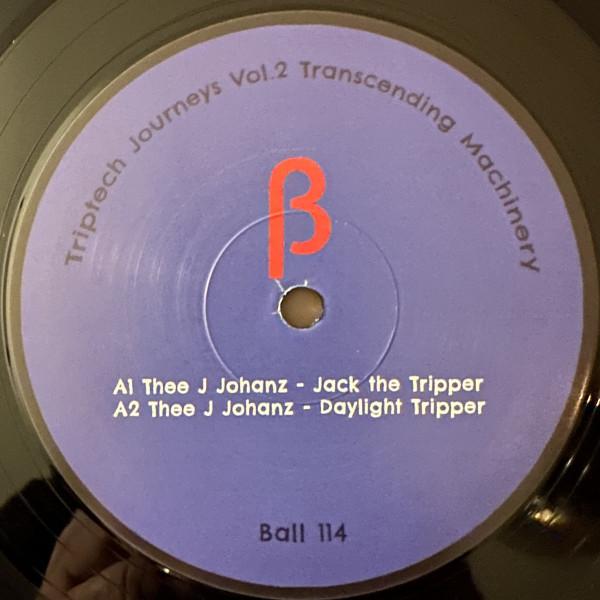 Triptech Journeys Vol.2 Transcending Machinery
β
A1 Thee J Johanz - Jack the Tripper
A2 Thee J Johanz - Daylight Tripper
Ball 114